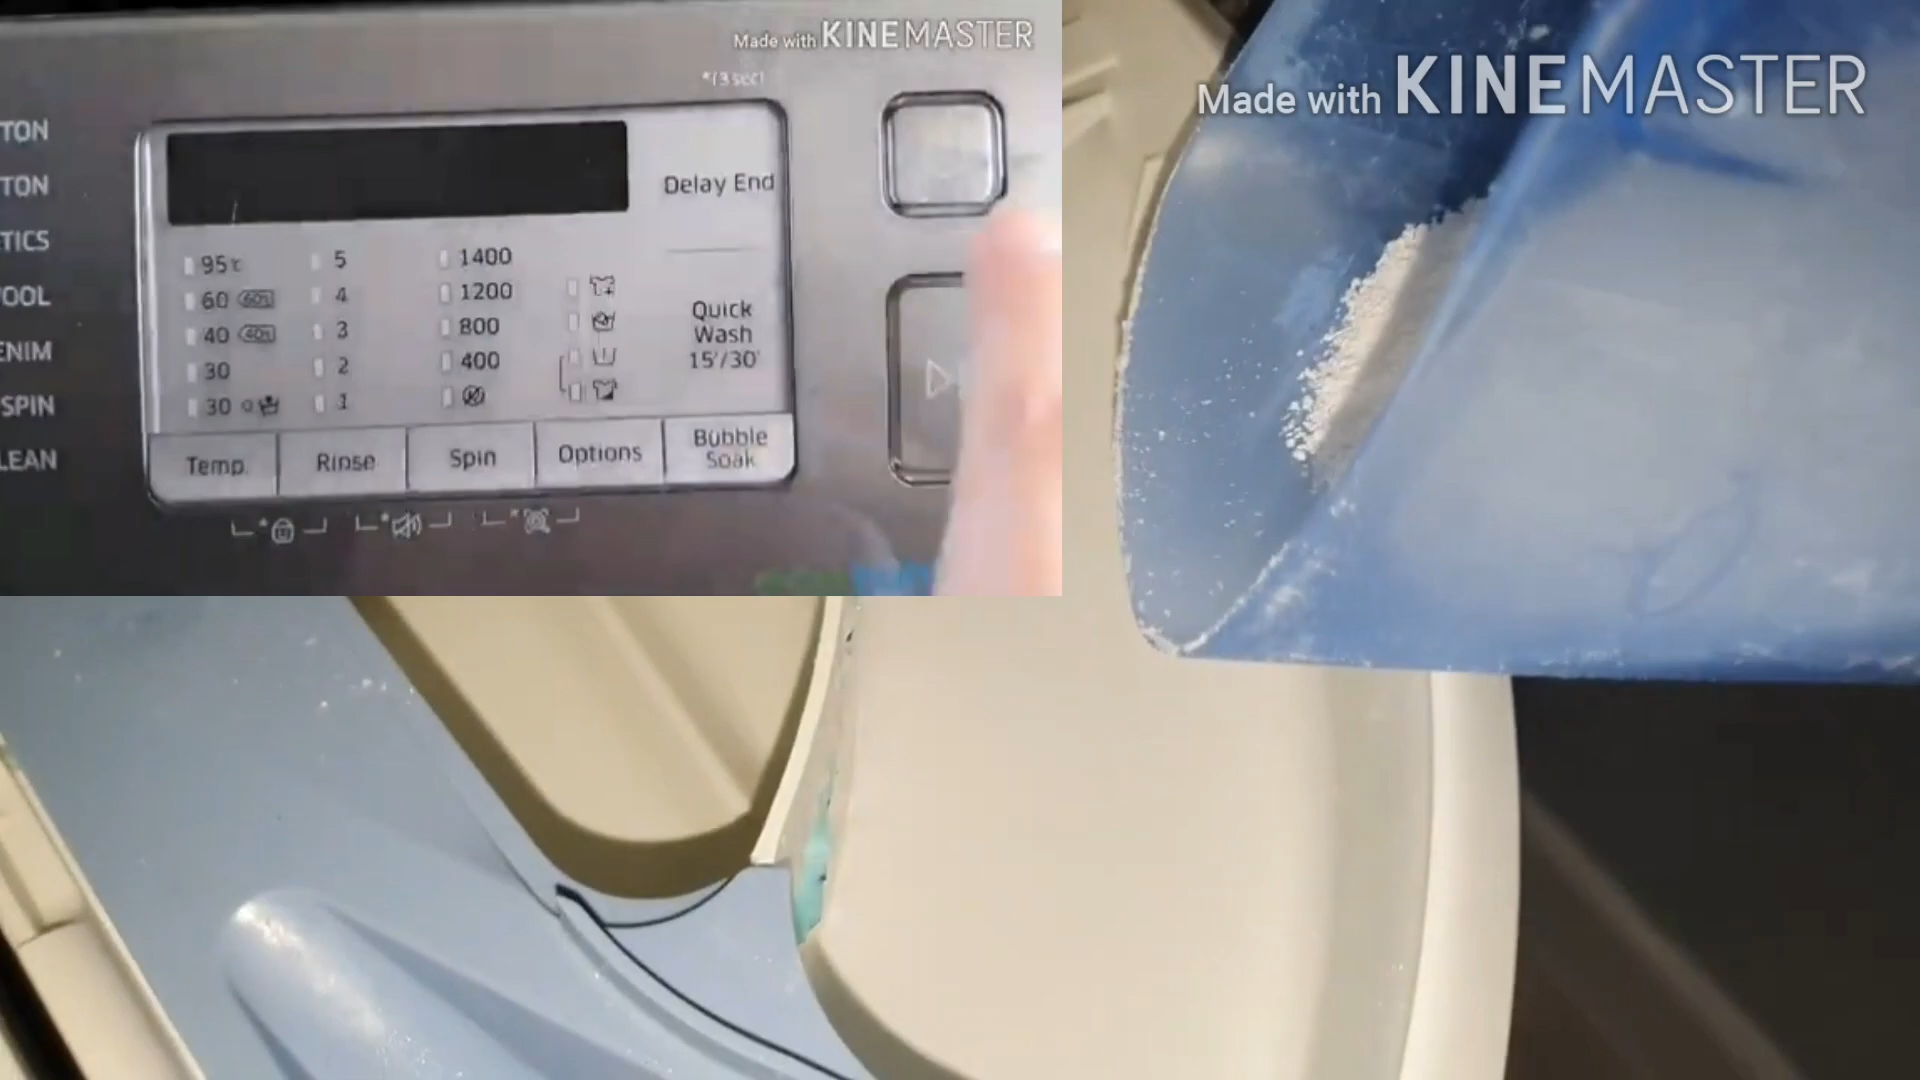 Made with KINEMASTER
*(3 sec)
TON
TON
TICS
OOL
ENIM
SPIN
LEAN
Delay End
95℃ 5 1400
60 4 1200
40 3 800
30 2 400
30 1
Quick
Wash
15'/30'
Temp. Rinse Spin Options Bubble
Soak
Made with KINEMASTER